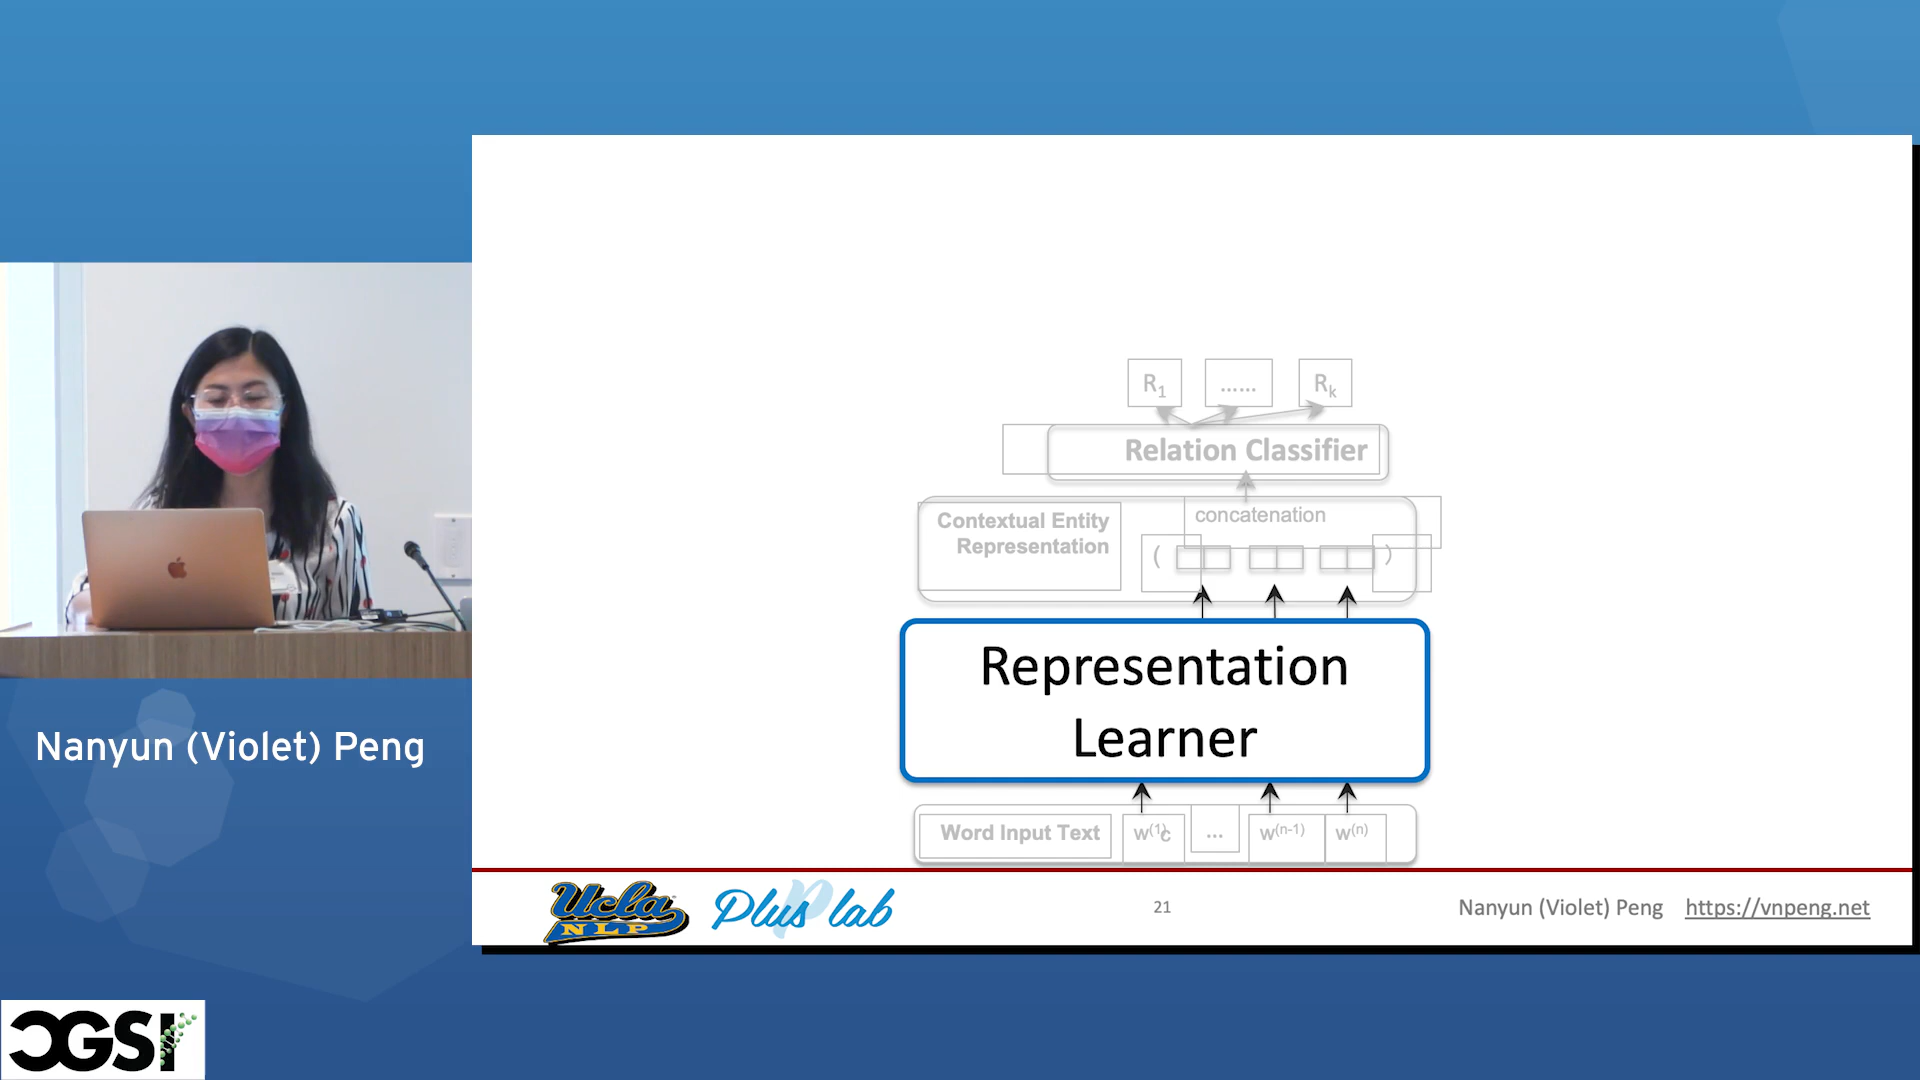 R1
......
Rk
Relation Classifier
Contextual Entity
Representation
concatenation
(
)
Representation
Learner
Word Input Text
w(1)c
...
w(n-1)
w(n)
Ucla
NLP
Plus lab
21
Nanyun (Violet) Peng
https://vnpeng.net
Nanyun (Violet) Peng
CGSI